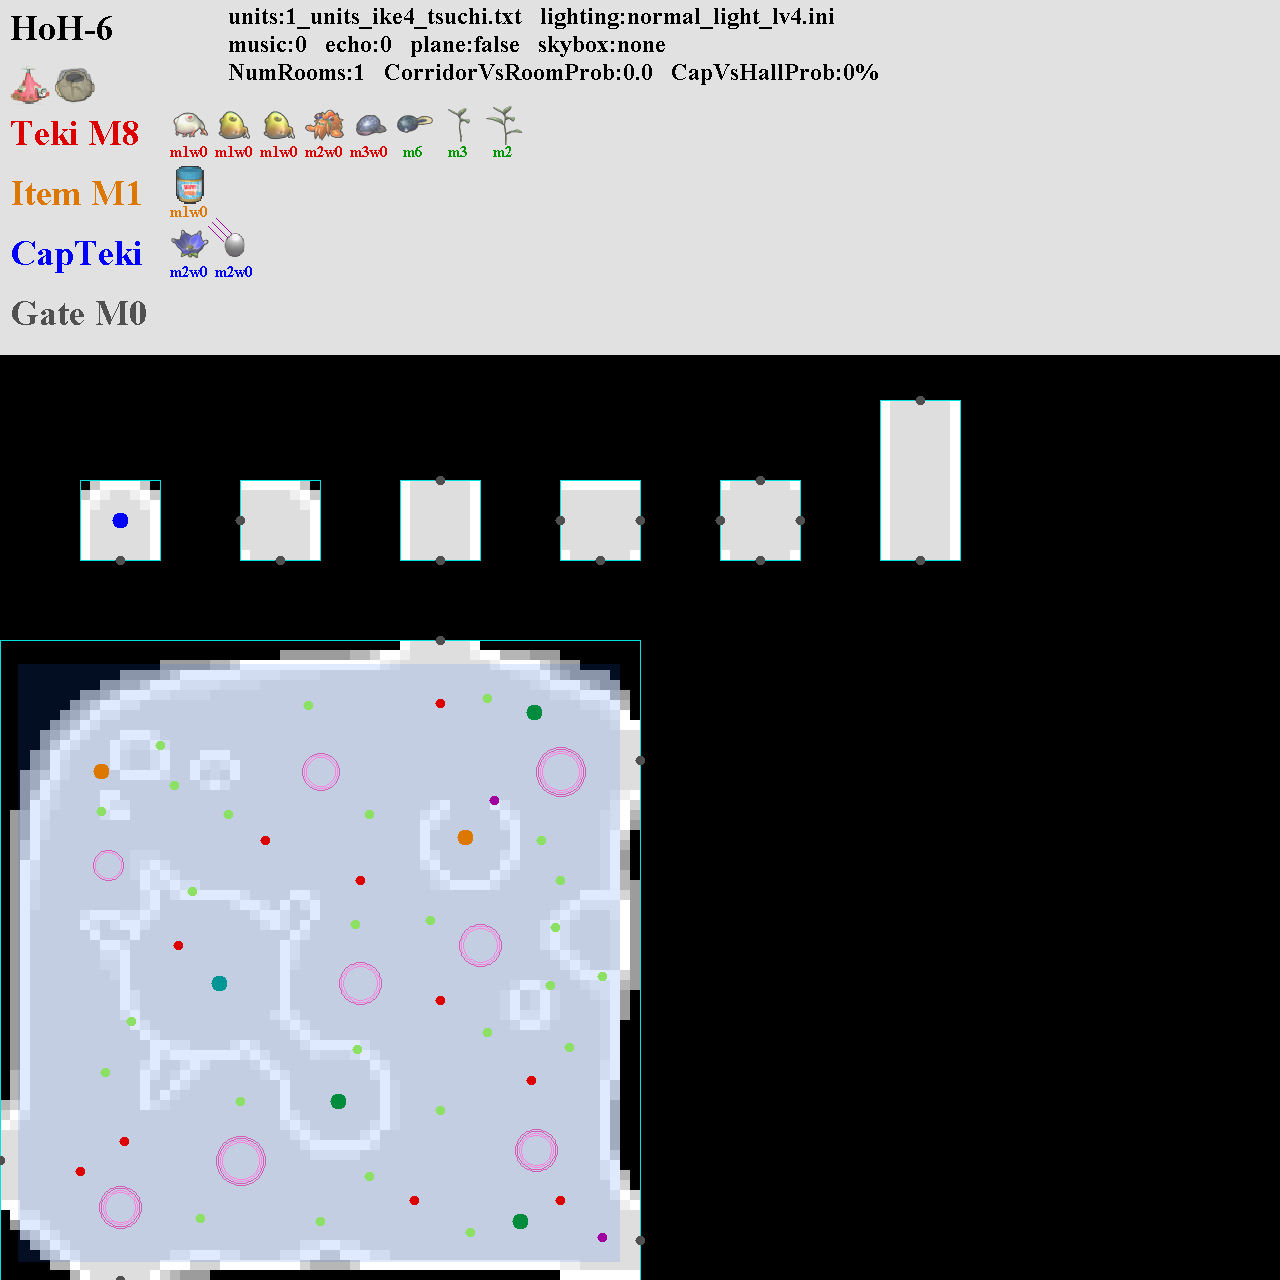 HoH-6
units:1_units_ike4_tsuchi.txt lighting:normal_light_lv4.ini
music:0 echo:0 plane:false skybox:none
NumRooms:1 CorridorVsRoomProb:0.0 CapVsHallProb:0%
Teki M8
m1w0 m1w0 m1w0 m2w0 m3w0 m6 m3 m2
Item M1
m1w0
CapTeki
m2w0 m2w0
Gate M0